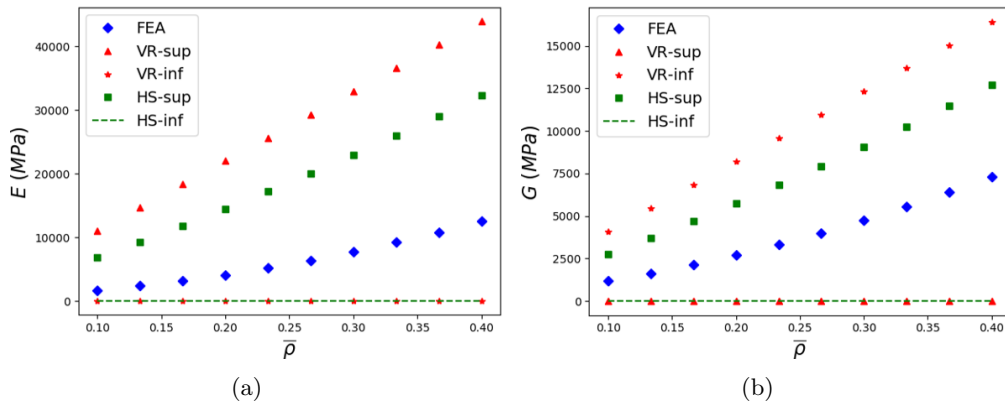 FEA
VR-sup
VR-inf
HS-sup
HS-inf
40000
30000
20000
10000
0
E (MPa)
0.10 0.15 0.20 0.25 0.30 0.35 0.40
ρ̅
(a)
FEA
VR-sup
VR-inf
HS-sup
HS-inf
15000
12500
10000
7500
5000
2500
0
G (MPa)
0.10 0.15 0.20 0.25 0.30 0.35 0.40
ρ̅
(b)